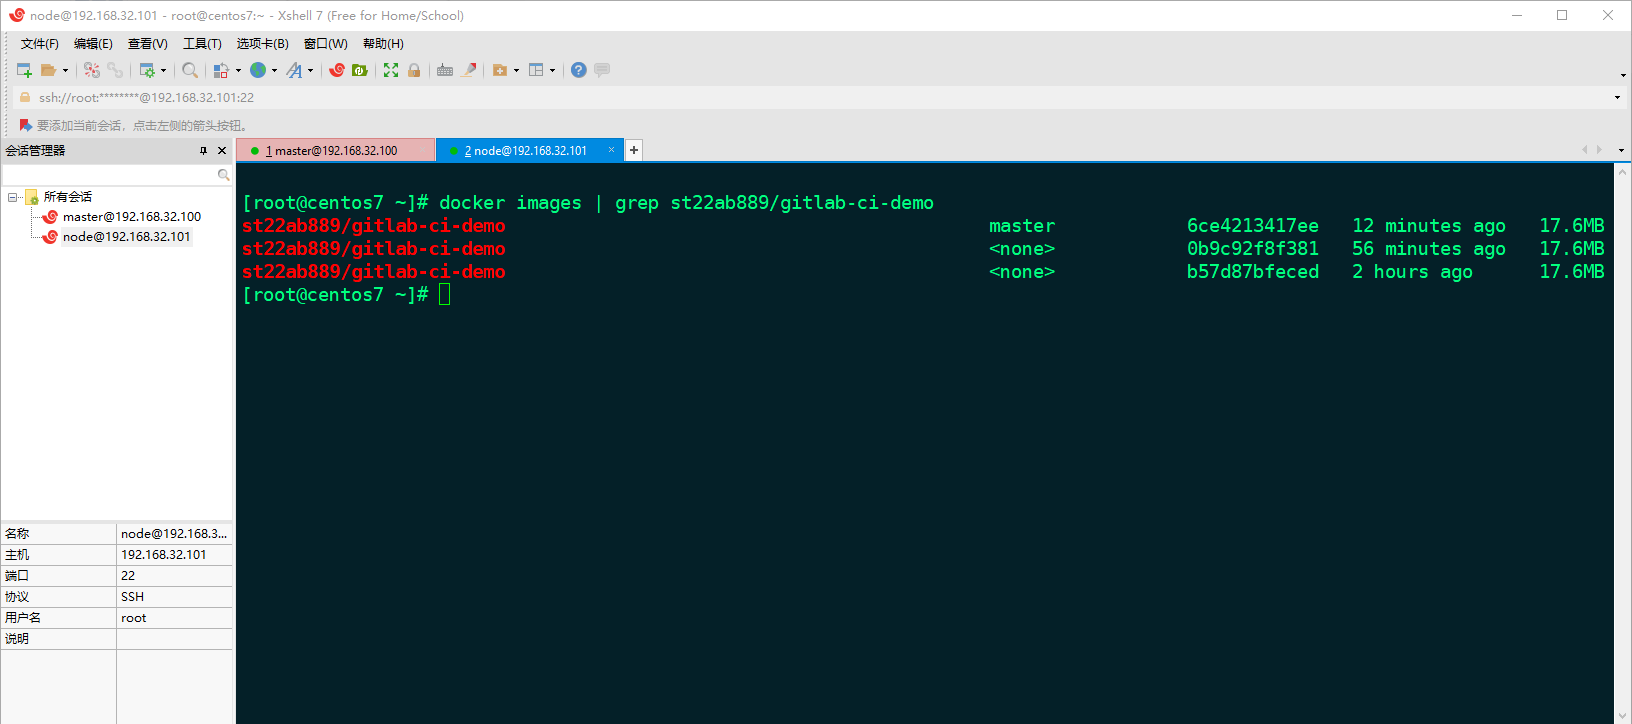 node@192.168.32.101 - root@centos7:~ - Xshell 7 (Free for Home/School)
文件(F) 编辑(E) 查看(V) 工具(T) 选项卡(B) 窗口(W) 帮助(H)
ssh://root:********@192.168.32.101:22
要添加当前会话，点击左侧的箭头按钮。
会话管理器
1 master@192.168.32.100
2 node@192.168.32.101
所有会话
master@192.168.32.100
node@192.168.32.101
[root@centos7 ~]# docker images | grep st22ab889/gitlab-ci-demo
st22ab889/gitlab-ci-demo master 6ce4213417ee 12 minutes ago 17.6MB
st22ab889/gitlab-ci-demo <none> 0b9c92f8f381 56 minutes ago 17.6MB
st22ab889/gitlab-ci-demo <none> b57d87bfeced 2 hours ago 17.6MB
[root@centos7 ~]#
名称 node@192.168.3...
主机 192.168.32.101
端口 22
协议 SSH
用户名 root
说明